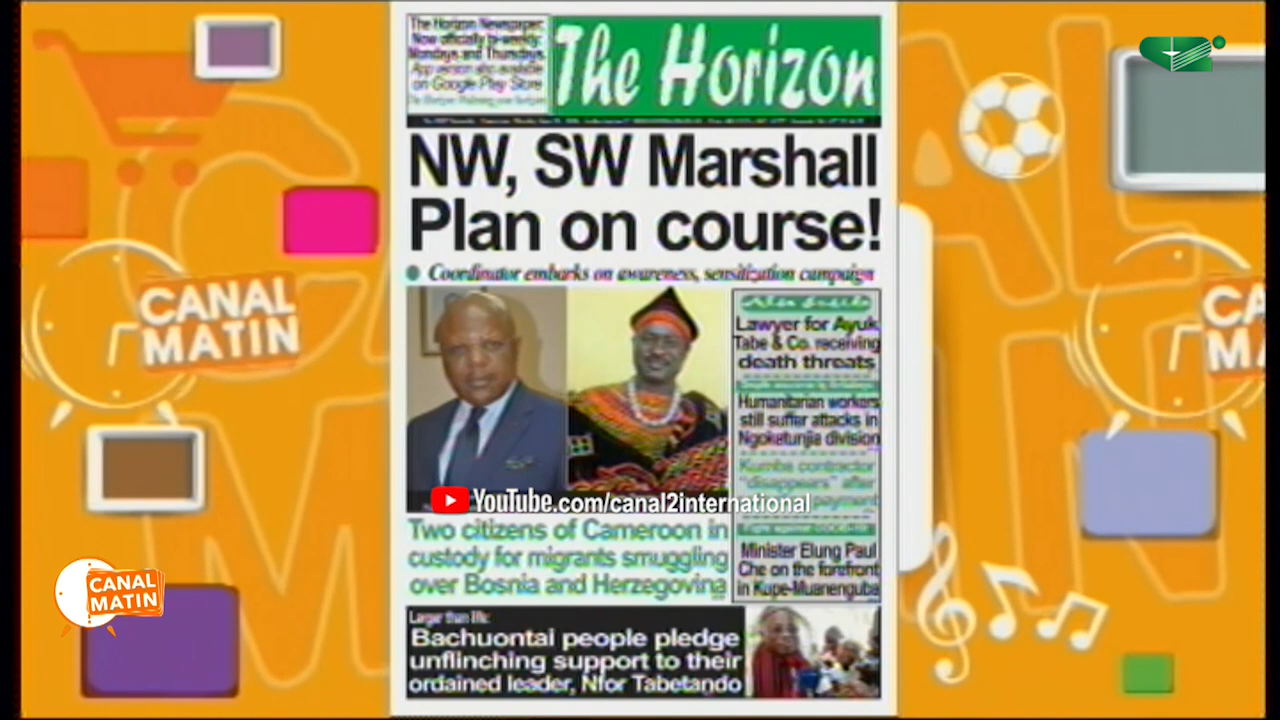 The Horizon Newspaper:
Now officially bi-weekly:
Mondays and Thursdays
App version also available
on Google Play Store
The Horizon
NW, SW Marshall
Plan on course!
Coordinator embarks on awareness, sensitization campaign
Lawyer for Ayuk
Tabe & Co. receiving
death threats
Humanitarian workers
still suffer attacks in
Ngoketunjia division
Kumba contractor
"disappears" after
payment
Minister Elung Paul
Che on the forefront
in Kupe-Muanenguba
YouTube.com/canal2international
Two citizens of Cameroon in
custody for migrants smuggling
over Bosnia and Herzegovina
Larger than life:
Bachuontai people pledge
unflinching support to their
ordained leader, Nfor Tabetando
CANAL
MATIN
CANAL
MATIN
CA
M